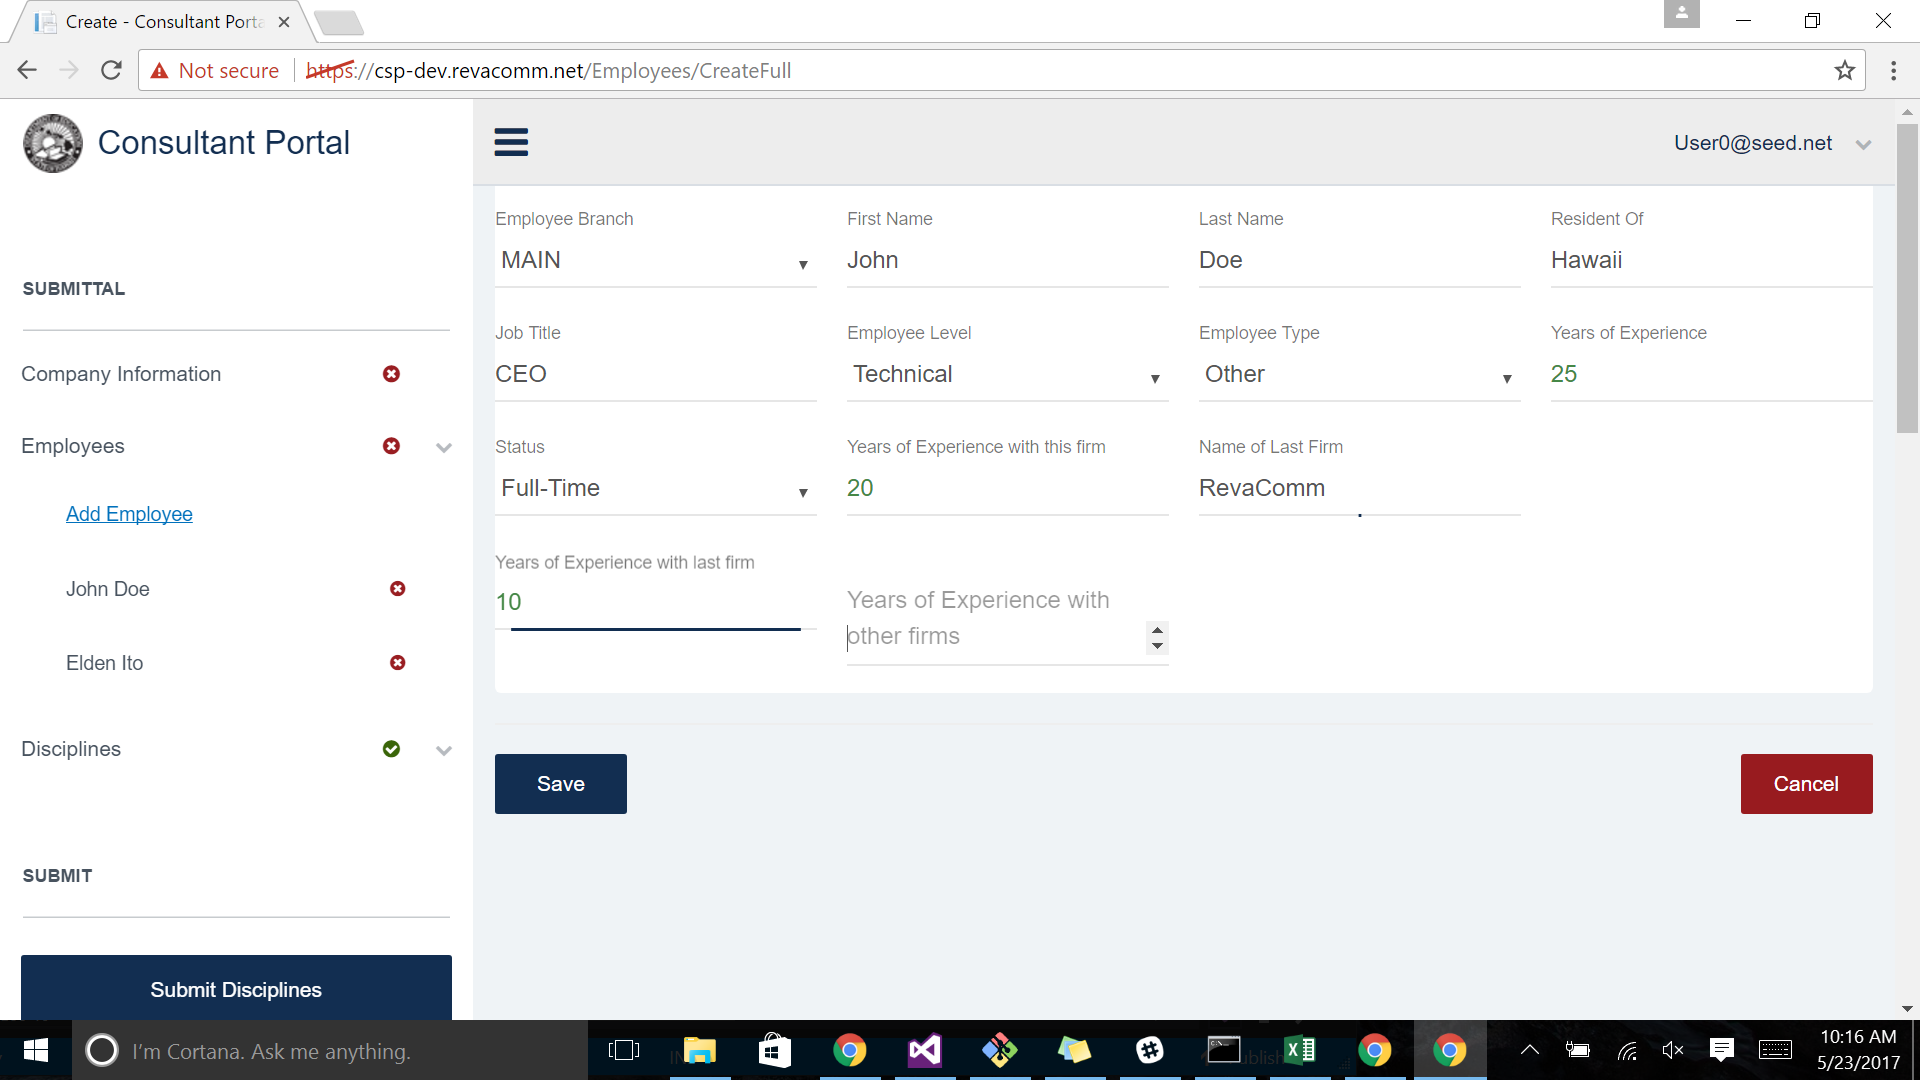 Create - Consultant Porta
Not secure
https://csp-dev.revacomm.net/Employees/CreateFull
Consultant Portal
User0@seed.net
SUBMITTAL
Company Information
Employees
Add Employee
John Doe
Elden Ito
Disciplines
SUBMIT
Submit Disciplines
Employee Branch
MAIN
First Name
John
Last Name
Doe
Resident Of
Hawaii
Job Title
CEO
Employee Level
Technical
Employee Type
Other
Years of Experience
25
Status
Full-Time
Years of Experience with this firm
20
Name of Last Firm
RevaComm
Years of Experience with last firm
10
Years of Experience with
other firms
Save
Cancel
I'm Cortana. Ask me anything.
10:16 AM
5/23/2017